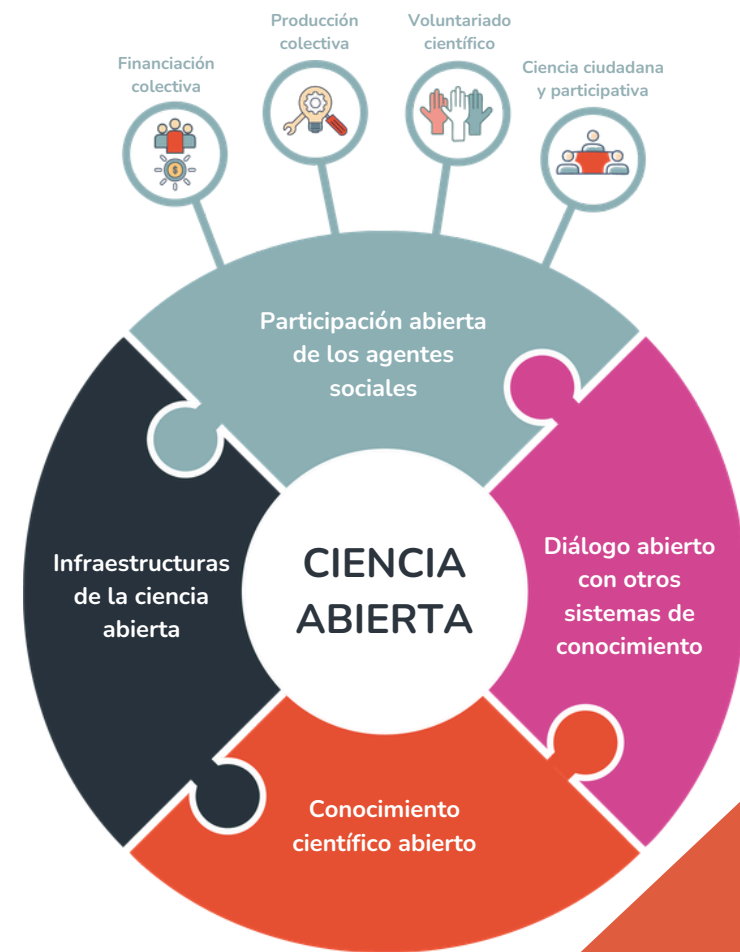 Producción
colectiva
Voluntariado
científico
Financiación
colectiva
Ciencia ciudadana
y participativa
Participación abierta
de los agentes
sociales
Infraestructuras
de la ciencia
abierta
CIENCIA
ABIERTA
Diálogo abierto
con otros
sistemas de
conocimiento
Conocimiento
científico abierto